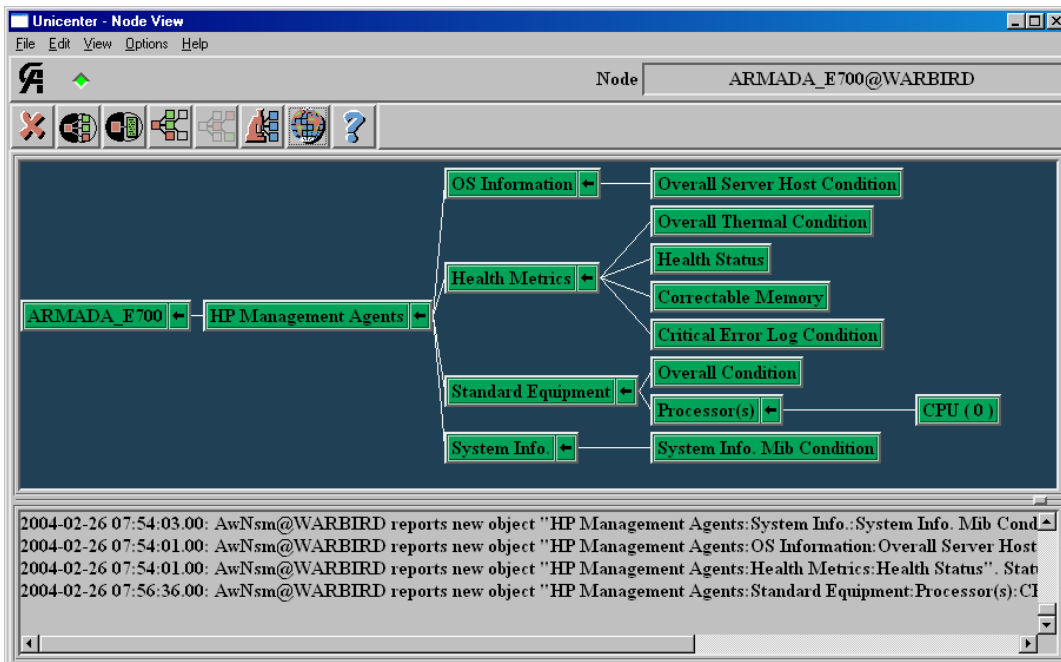 Unicenter - Node View
File Edit View Options Help
Node ARMADA_E700@WARBIRD
OS Information
Overall Server Host Condition
Overall Thermal Condition
Health Status
Health Metrics
Correctable Memory
ARMADA_E700
HP Management Agents
Critical Error Log Condition
Overall Condition
Standard Equipment
Processor(s)
CPU ( 0 )
System Info.
System Info. Mib Condition
2004-02-26 07:54:03.00: AwNsm@WARBIRD reports new object "HP Management Agents:System Info.:System Info. Mib Cond
2004-02-26 07:54:01.00: AwNsm@WARBIRD reports new object "HP Management Agents:OS Information:Overall Server Host
2004-02-26 07:54:01.00: AwNsm@WARBIRD reports new object "HP Management Agents:Health Metrics:Health Status". Stat
2004-02-26 07:56:36.00: AwNsm@WARBIRD reports new object "HP Management Agents:Standard Equipment:Processor(s):